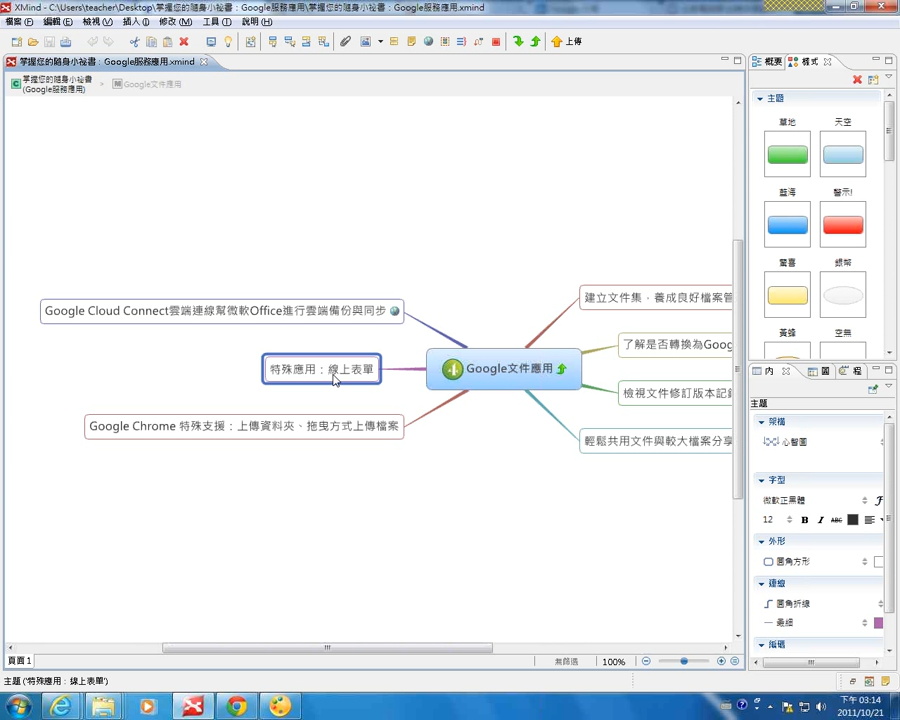 XMind - C:\Users\teacher\Desktop\掌握您的隨身小祕書：Google服務應用\掌握您的隨身小祕書：Google服務應用.xmind
檔案(F) 編輯(E) 檢視(V) 插入(I) 修改(M) 工具(T) 說明(H)
上傳
掌握您的隨身小祕書：Google服務應用.xmind
概要
樣式
掌握您的隨身小祕書
(Google服務應用)
Google文件應用
主題
草地
天空
藍海
警示!
驚喜
銀幣
黃蜂
空無
Google Cloud Connect雲端連線幫微軟Office進行雲端備份與同步
特殊應用：線上表單
Google Chrome 特殊支援：上傳資料夾、拖曳方式上傳檔案
4
Google文件應用
建立文件集，養成良好檔案管
了解是否轉換為Goog
檢視文件修訂版本記錄
輕鬆共用文件與較大檔案分享
內
圖
程
主題
架構
心智圖
字型
微軟正黑體
12 B I ABC
外形
圓角方形
連線
圓角折線
最細
編碼
頁面 1
無篩選
100%
主題 ('特殊應用：線上表單')
下午 03:14
2011/10/21